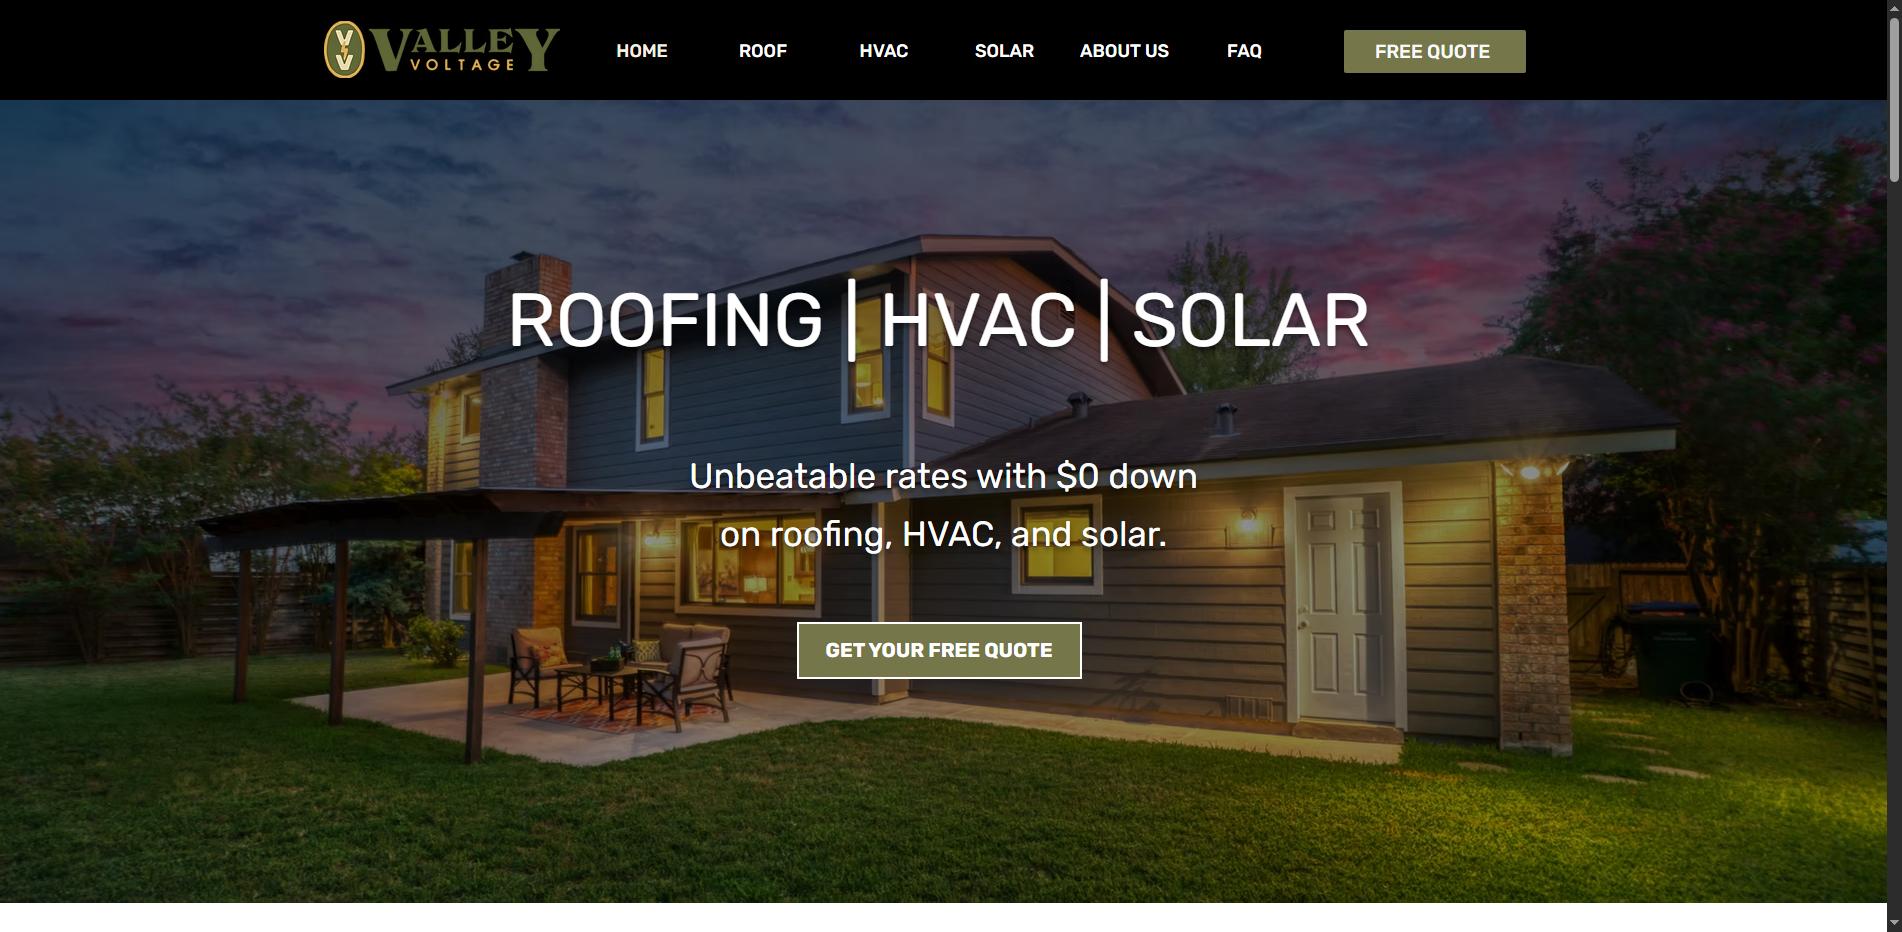 VALLEY
VOLTAGE
HOME
ROOF
HVAC
SOLAR
ABOUT US
FAQ
FREE QUOTE
ROOFING | HVAC | SOLAR
Unbeatable rates with $0 down
on roofing, HVAC, and solar.
GET YOUR FREE QUOTE